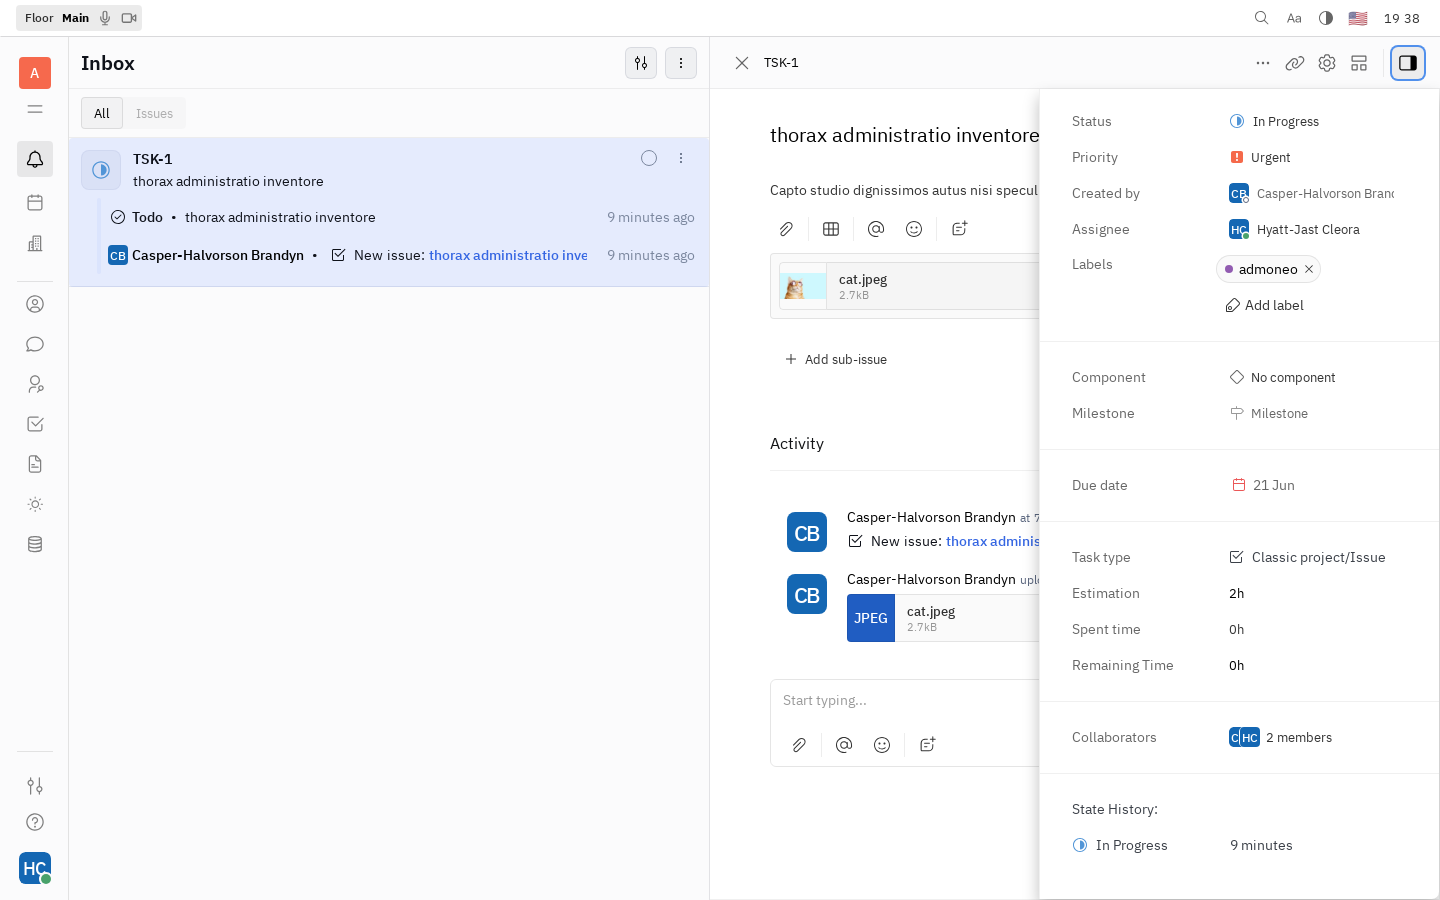 Floor Main
Aa
19 38
A
Inbox
All
Issues
TSK-1
thorax administratio inventore
Todo • thorax administratio inventore
9 minutes ago
CB Casper-Halvorson Brandyn • New issue: thorax administratio inve
9 minutes ago
HC
TSK-1
thorax administratio inventore
Capto studio dignissimos autus nisi specul
cat.jpeg
2.7kB
Add sub-issue
Activity
CB
Casper-Halvorson Brandyn at
New issue: thorax adminis
CB
Casper-Halvorson Brandyn uplo
JPEG
cat.jpeg
2.7kB
Start typing...
Status
In Progress
Priority
Urgent
Created by
CB Casper-Halvorson Branc
Assignee
HC Hyatt-Jast Cleora
Labels
admoneo
Add label
Component
No component
Milestone
Milestone
Due date
21 Jun
Task type
Classic project/Issue
Estimation
2h
Spent time
0h
Remaining Time
0h
Collaborators
C HC 2 members
State History:
In Progress
9 minutes